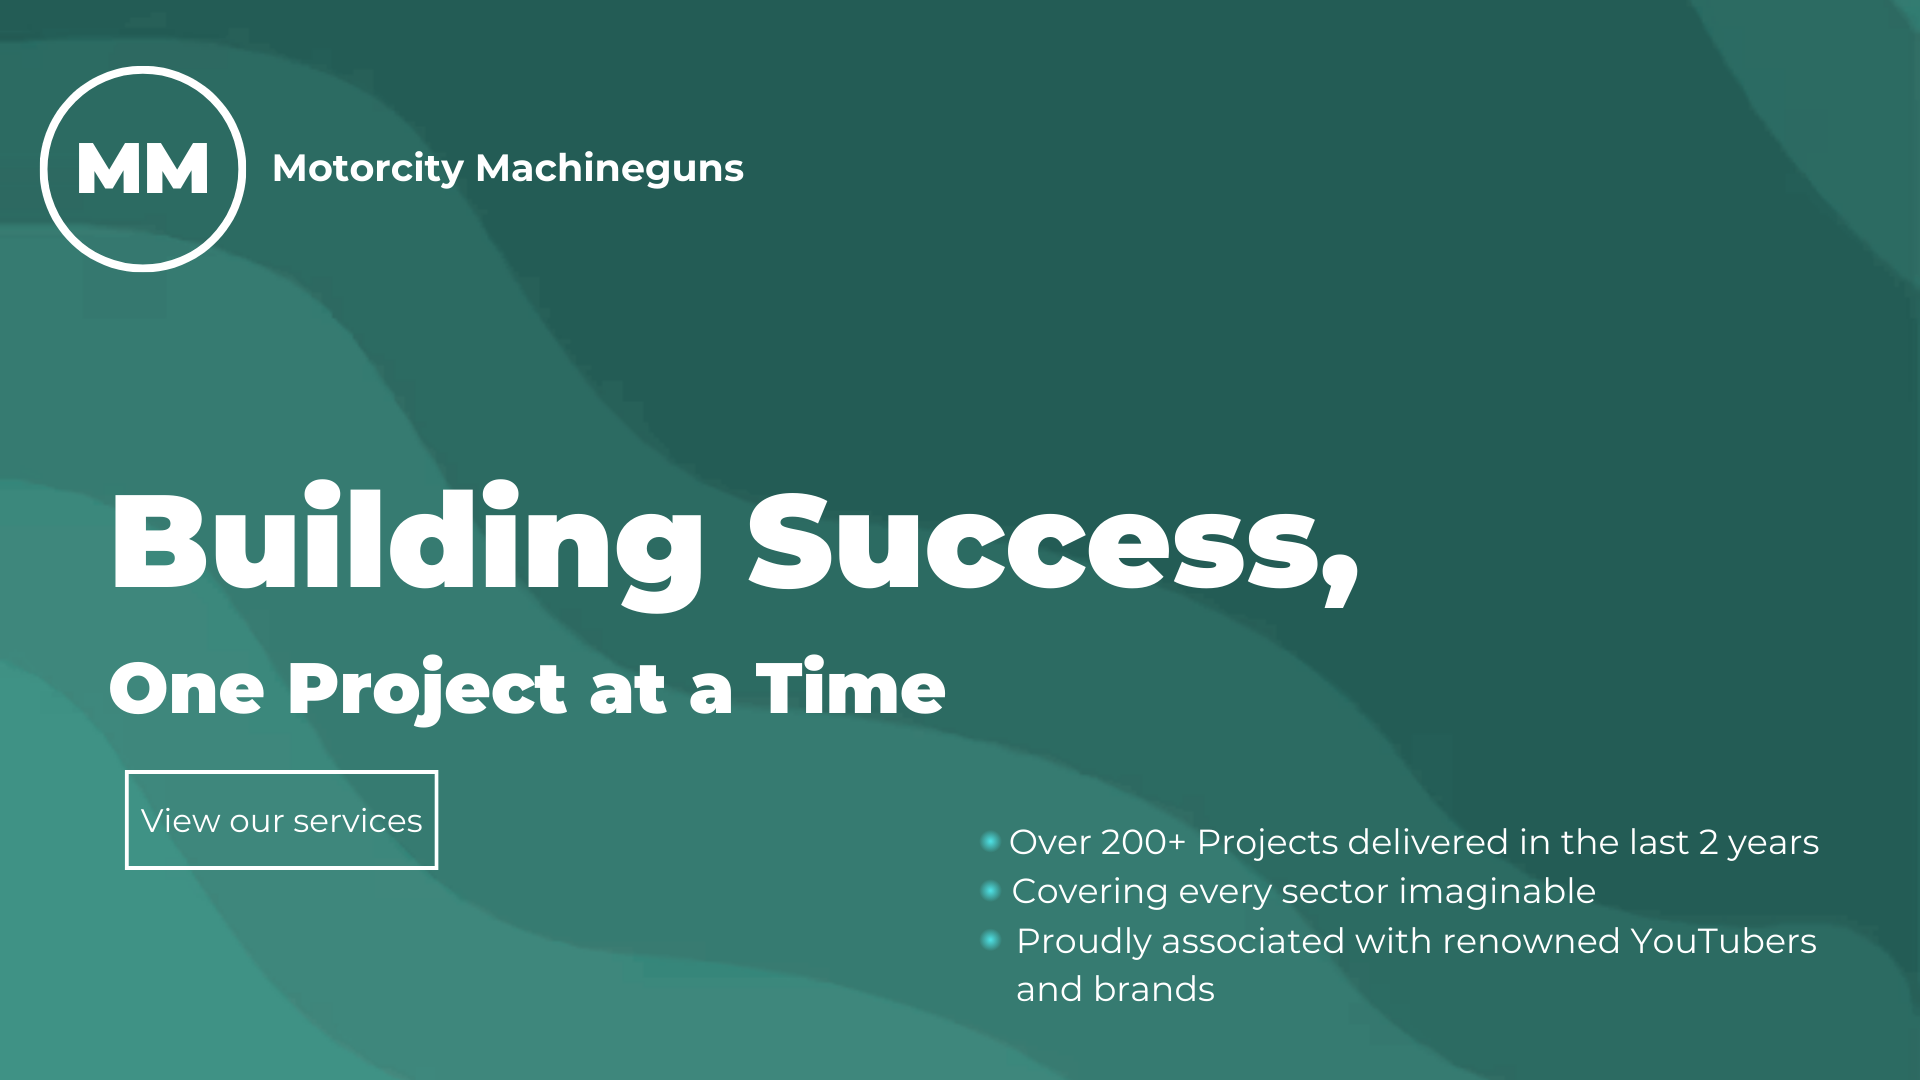 MM
Motorcity Machineguns
Building Success,
One Project at a Time
View our services
Over 200+ Projects delivered in the last 2 years
Covering every sector imaginable
Proudly associated with renowned YouTubers
and brands